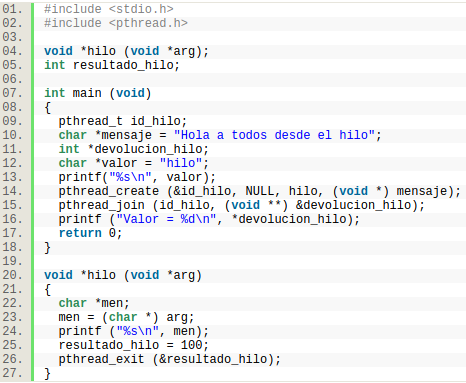 01. #include <stdio.h>
02. #include <pthread.h>
03.
04. void *hilo (void *arg);
05. int resultado_hilo;
06.
07. int main (void)
08. {
09.   pthread_t id_hilo;
10.   char *mensaje = "Hola a todos desde el hilo";
11.   int *devolucion_hilo;
12.   char *valor = "hilo";
13.   printf("%s\n", valor);
14.   pthread_create (&id_hilo, NULL, hilo, (void *) mensaje);
15.   pthread_join (id_hilo, (void **) &devolucion_hilo);
16.   printf ("Valor = %d\n", *devolucion_hilo);
17.   return 0;
18. }
19.
20. void *hilo (void *arg)
21. {
22.   char *men;
23.   men = (char *) arg;
24.   printf ("%s\n", men);
25.   resultado_hilo = 100;
26.   pthread_exit (&resultado_hilo);
27. }